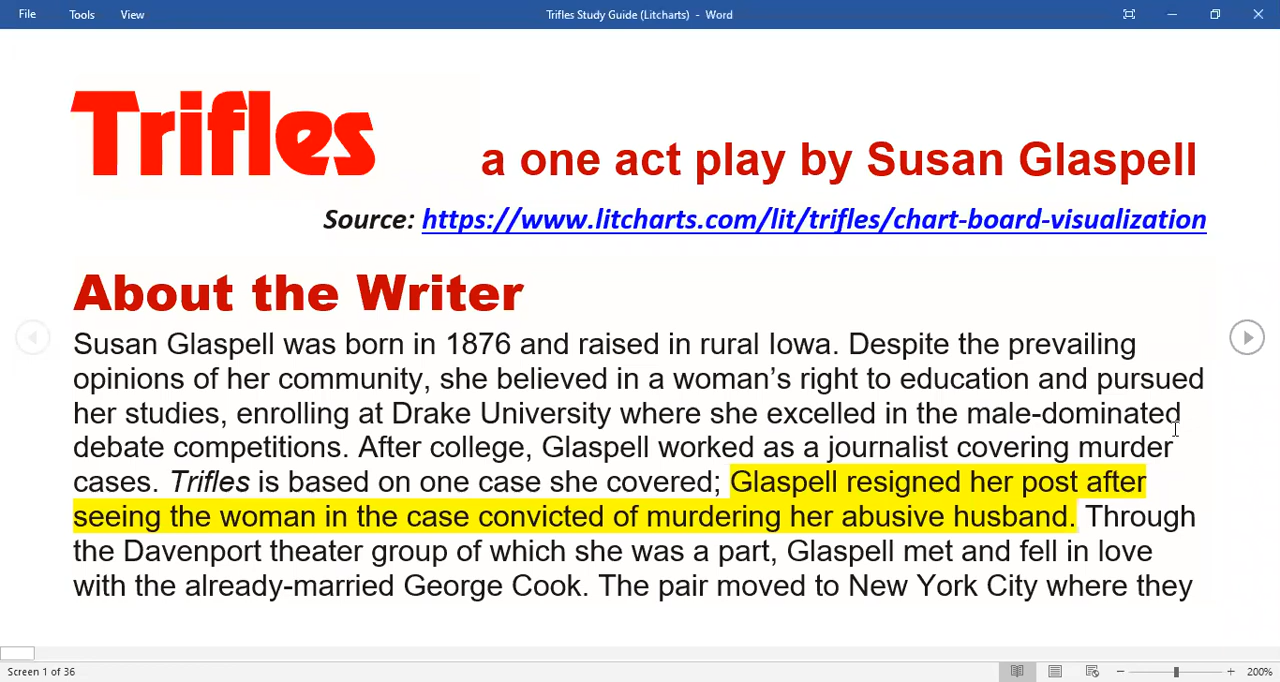 File Tools View Trifles Study Guide (Litcharts) - Word
Trifles a one act play by Susan Glaspell
Source: https://www.litcharts.com/lit/trifles/chart-board-visualization
About the Writer
Susan Glaspell was born in 1876 and raised in rural Iowa. Despite the prevailing
opinions of her community, she believed in a woman’s right to education and pursued
her studies, enrolling at Drake University where she excelled in the male-dominated
debate competitions. After college, Glaspell worked as a journalist covering murder
cases. Trifles is based on one case she covered; Glaspell resigned her post after
seeing the woman in the case convicted of murdering her abusive husband. Through
the Davenport theater group of which she was a part, Glaspell met and fell in love
with the already-married George Cook. The pair moved to New York City where they
Screen 1 of 36 200%